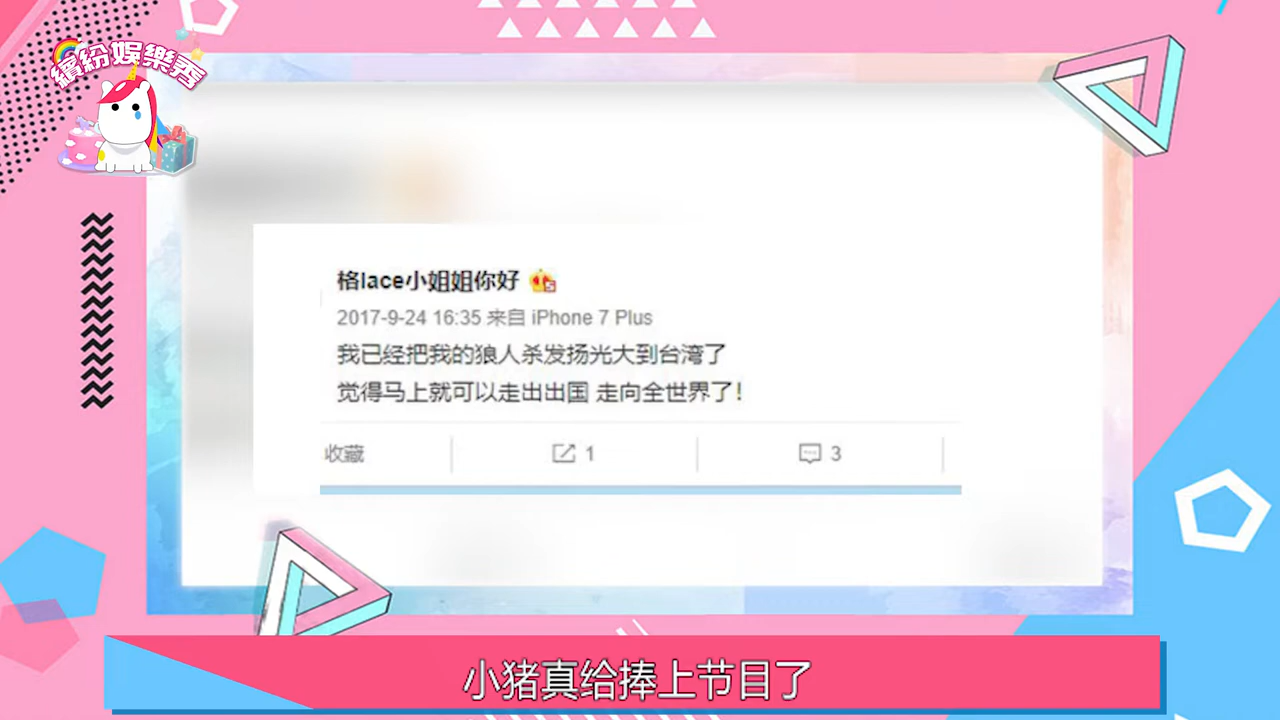 繽紛娛樂秀
格lace小姐姐你好
2017-9-24 16:35 来自 iPhone 7 Plus
我已经把我的狼人杀发扬光大到台湾了
觉得马上就可以走出出国 走向全世界了!
收藏 1 3
小猪真给捧上节目了